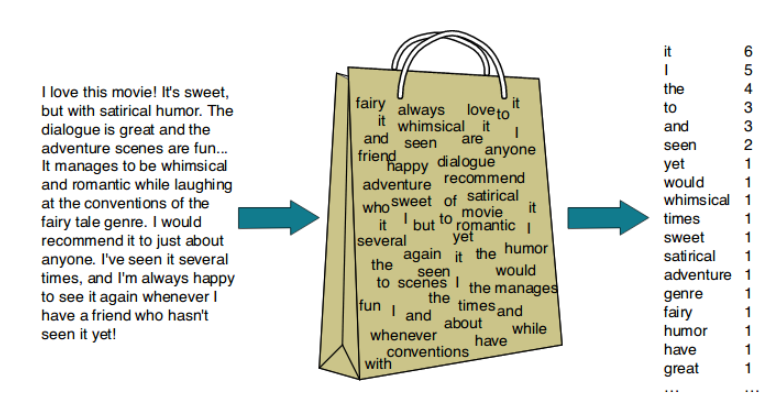 I love this movie! It's sweet,
but with satirical humor. The
dialogue is great and the
adventure scenes are fun...
It manages to be whimsical
and romantic while laughing
at the conventions of the
fairy tale genre. I would
recommend it to just about
anyone. I've seen it several
times, and I'm always happy
to see it again whenever I
have a friend who hasn't
seen it yet!
fairy always love to it
it whimsical it I
and seen are anyone
friend happy dialogue
adventure recommend
who sweet of satirical
it I but to movie it
romantic I
several yet
again it the humor
the seen would
to scenes I the manages
fun I and the times and
about while
whenever have
conventions
with
it 6
I 5
the 4
to 3
and 3
seen 2
yet 1
would 1
whimsical 1
times 1
sweet 1
satirical 1
adventure 1
genre 1
fairy 1
humor 1
have 1
great 1
... ...